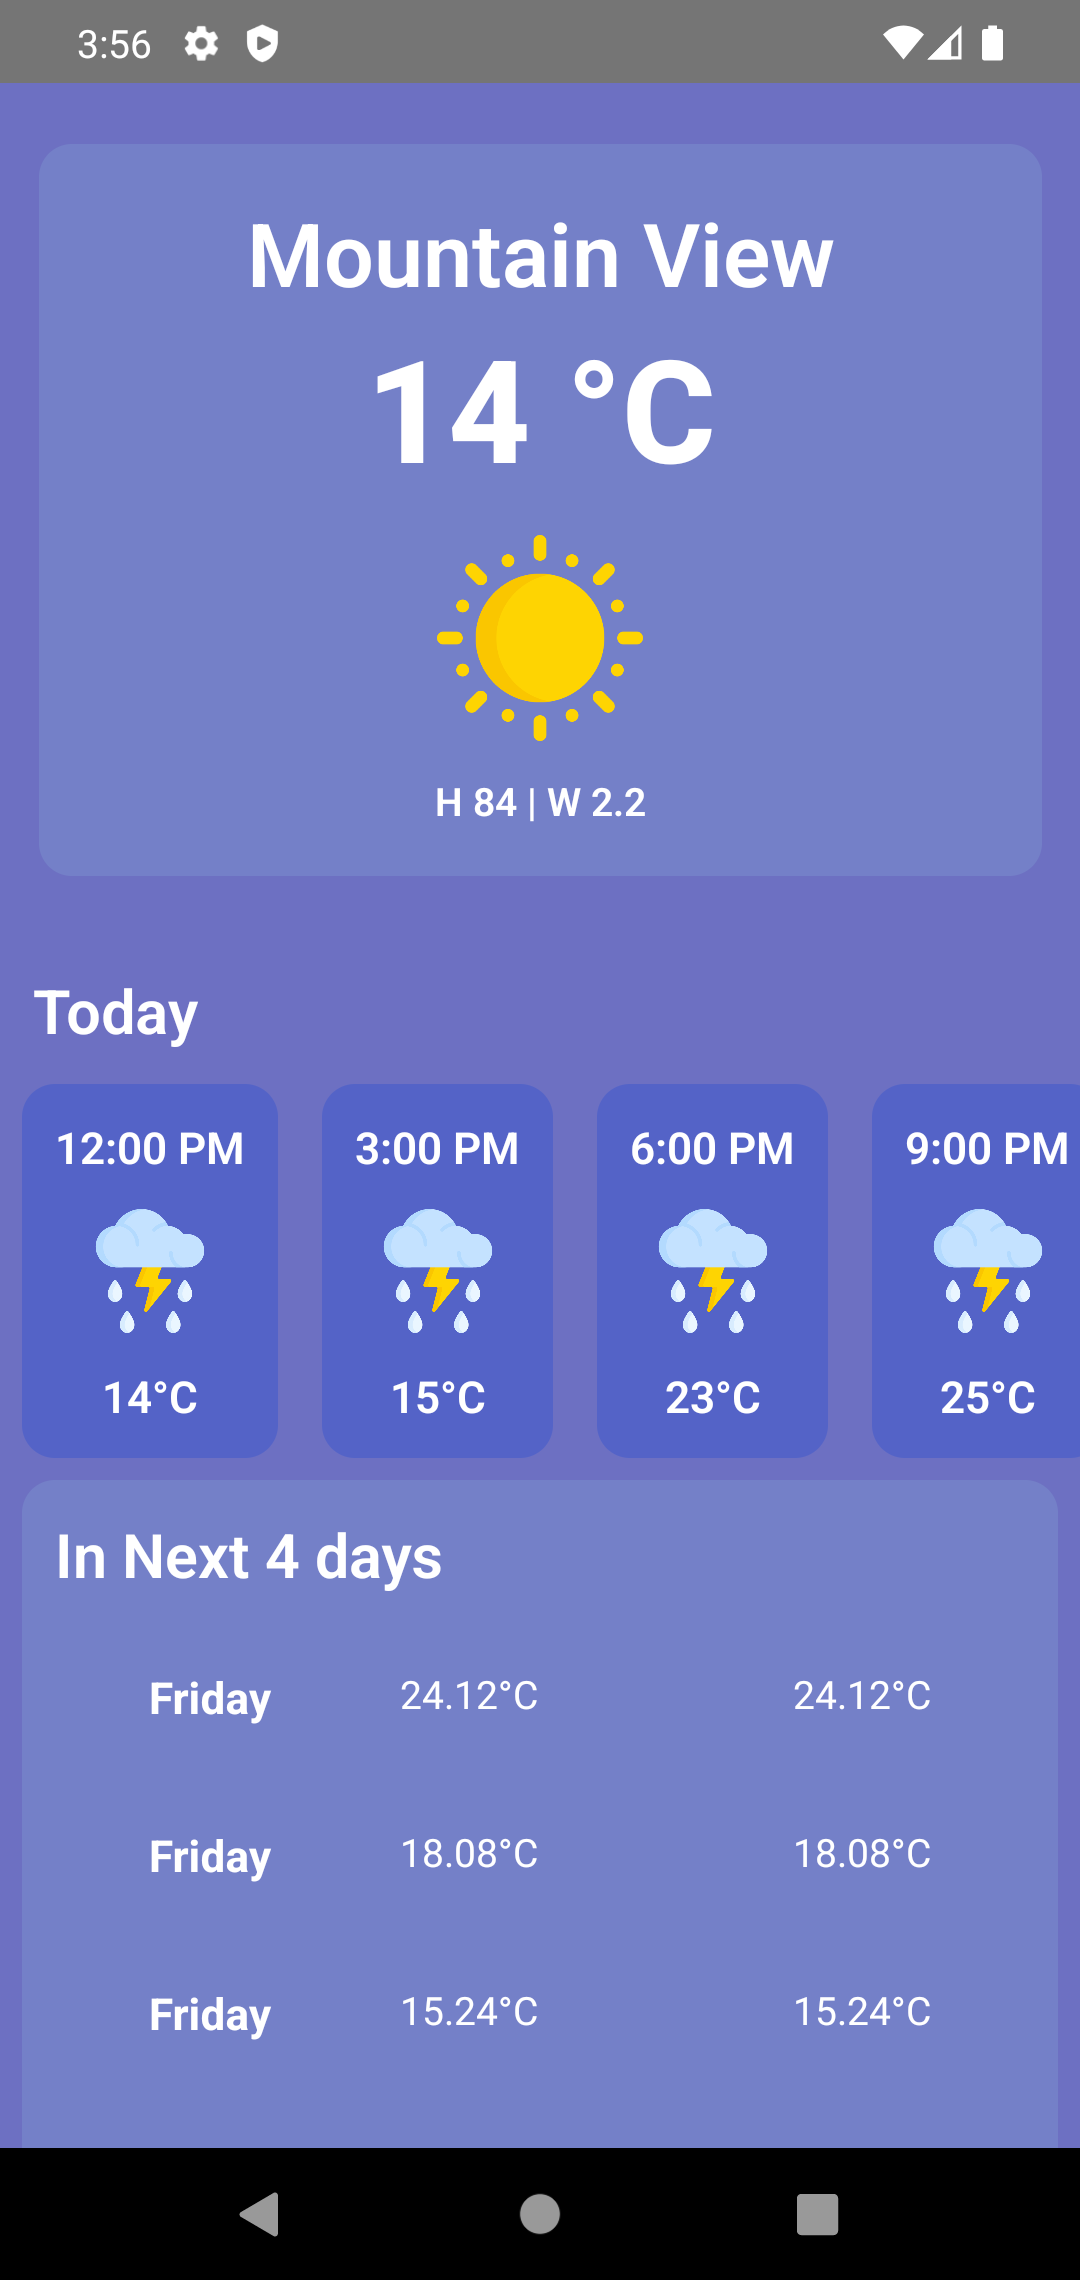 3:56
Mountain View
14 °C
H 84 | W 2.2
Today
12:00 PM 3:00 PM 6:00 PM 9:00 PM
14°C 15°C 23°C 25°C
In Next 4 days
Friday 24.12°C 24.12°C
Friday 18.08°C 18.08°C
Friday 15.24°C 15.24°C